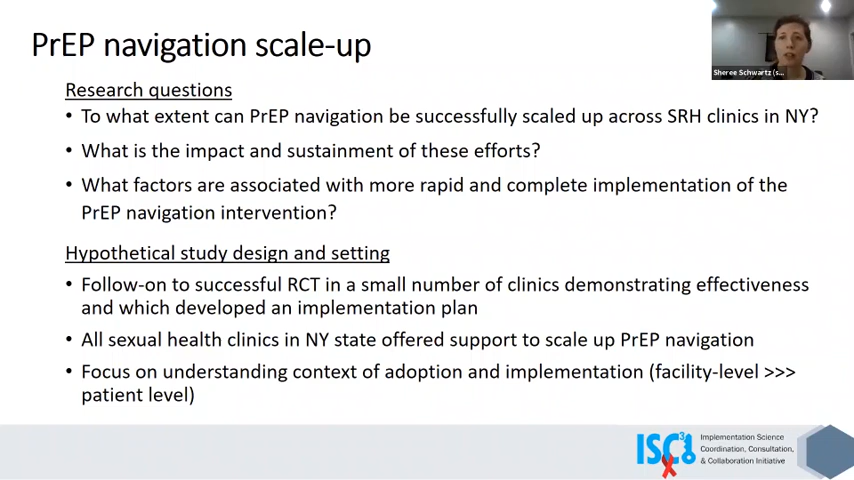 PrEP navigation scale-up
Sheree Schwartz (s...
Research questions
• To what extent can PrEP navigation be successfully scaled up across SRH clinics in NY?
• What is the impact and sustainment of these efforts?
• What factors are associated with more rapid and complete implementation of the
PrEP navigation intervention?
Hypothetical study design and setting
• Follow-on to successful RCT in a small number of clinics demonstrating effectiveness
and which developed an implementation plan
• All sexual health clinics in NY state offered support to scale up PrEP navigation
• Focus on understanding context of adoption and implementation (facility-level >>>
patient level)
ISC3I
Implementation Science
Coordination, Consultation,
& Collaboration Initiative